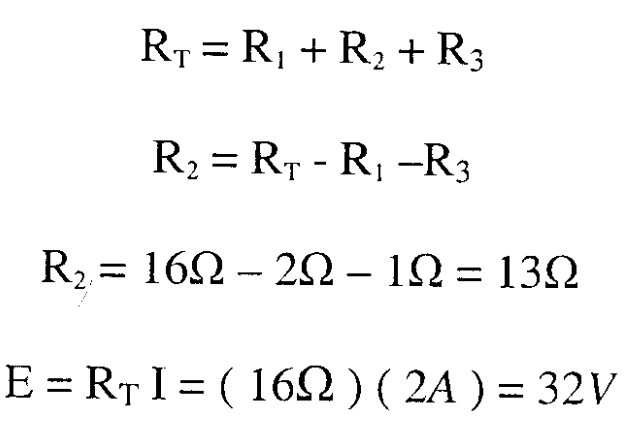 R_T = R_1 + R_2 + R_3
R_2 = R_T - R_1 –R_3
R_2 = 16Ω – 2Ω – 1Ω = 13Ω
E = R_T I = ( 16Ω ) ( 2A ) = 32V